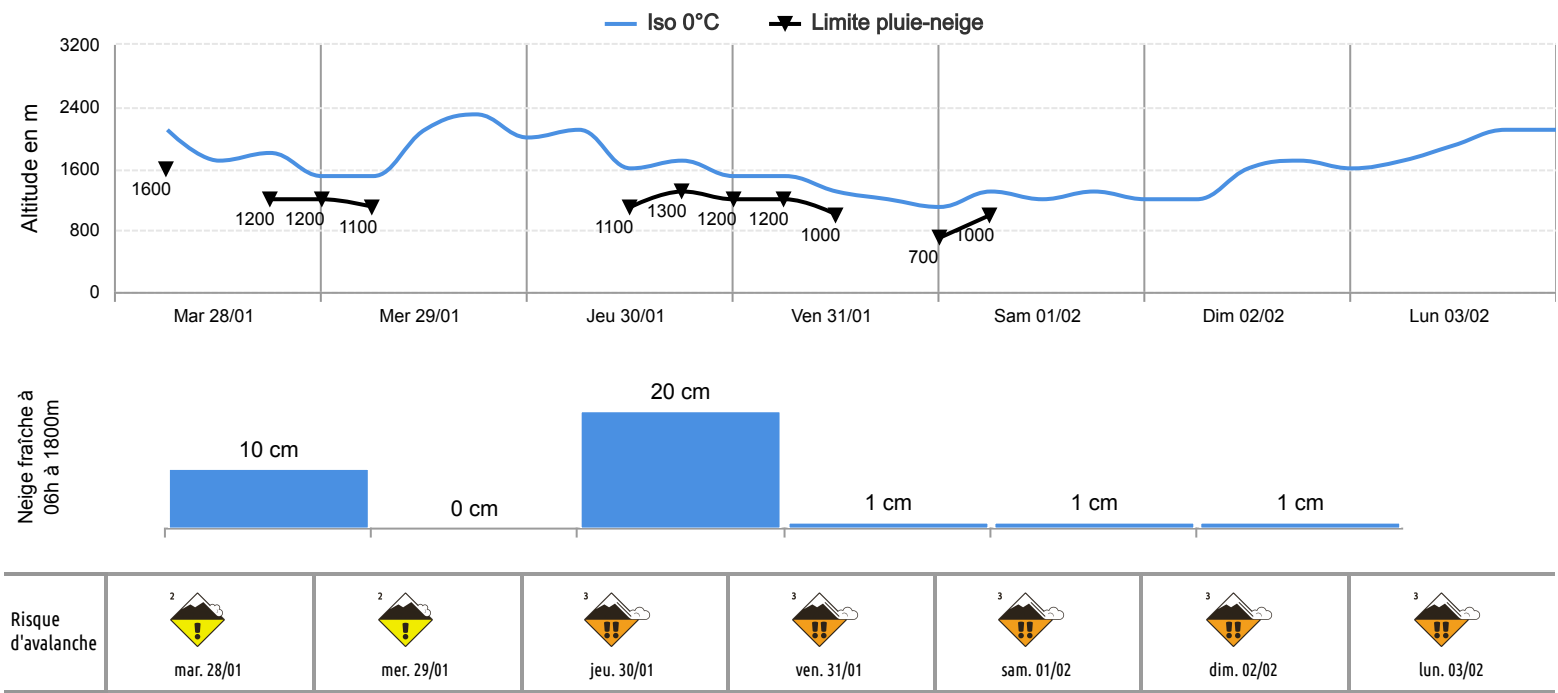 Iso 0°C Limite pluie-neige
Altitude en m
3200
2400
1600
800
0
1600
1200
1200
1100
1100
1300
1200
1200
1000
700
1000
Mar 28/01 Mer 29/01 Jeu 30/01 Ven 31/01 Sam 01/02 Dim 02/02 Lun 03/02
Neige fraîche à
06h à 1800m
10 cm
0 cm
20 cm
1 cm
1 cm
1 cm
Risque
d'avalanche
2 2 3 3 3 3 3
! ! !! !! !! !! !!
mar. 28/01 mer. 29/01 jeu. 30/01 ven. 31/01 sam. 01/02 dim. 02/02 lun. 03/02